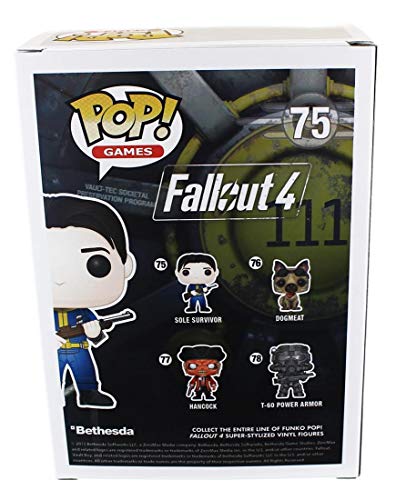 POP!
GAMES
75
VAULT-TEC SOCIETAL
PRESERVATION PROGRAM
Fallout 4
111
75
SOLE SURVIVOR
76
DOGMEAT
77
HANCOCK
78
T-60 POWER ARMOR
Bethesda
COLLECT THE ENTIRE LINE OF FUNKO POP!
FALLOUT 4 SUPER-STYLIZED VINYL FIGURES